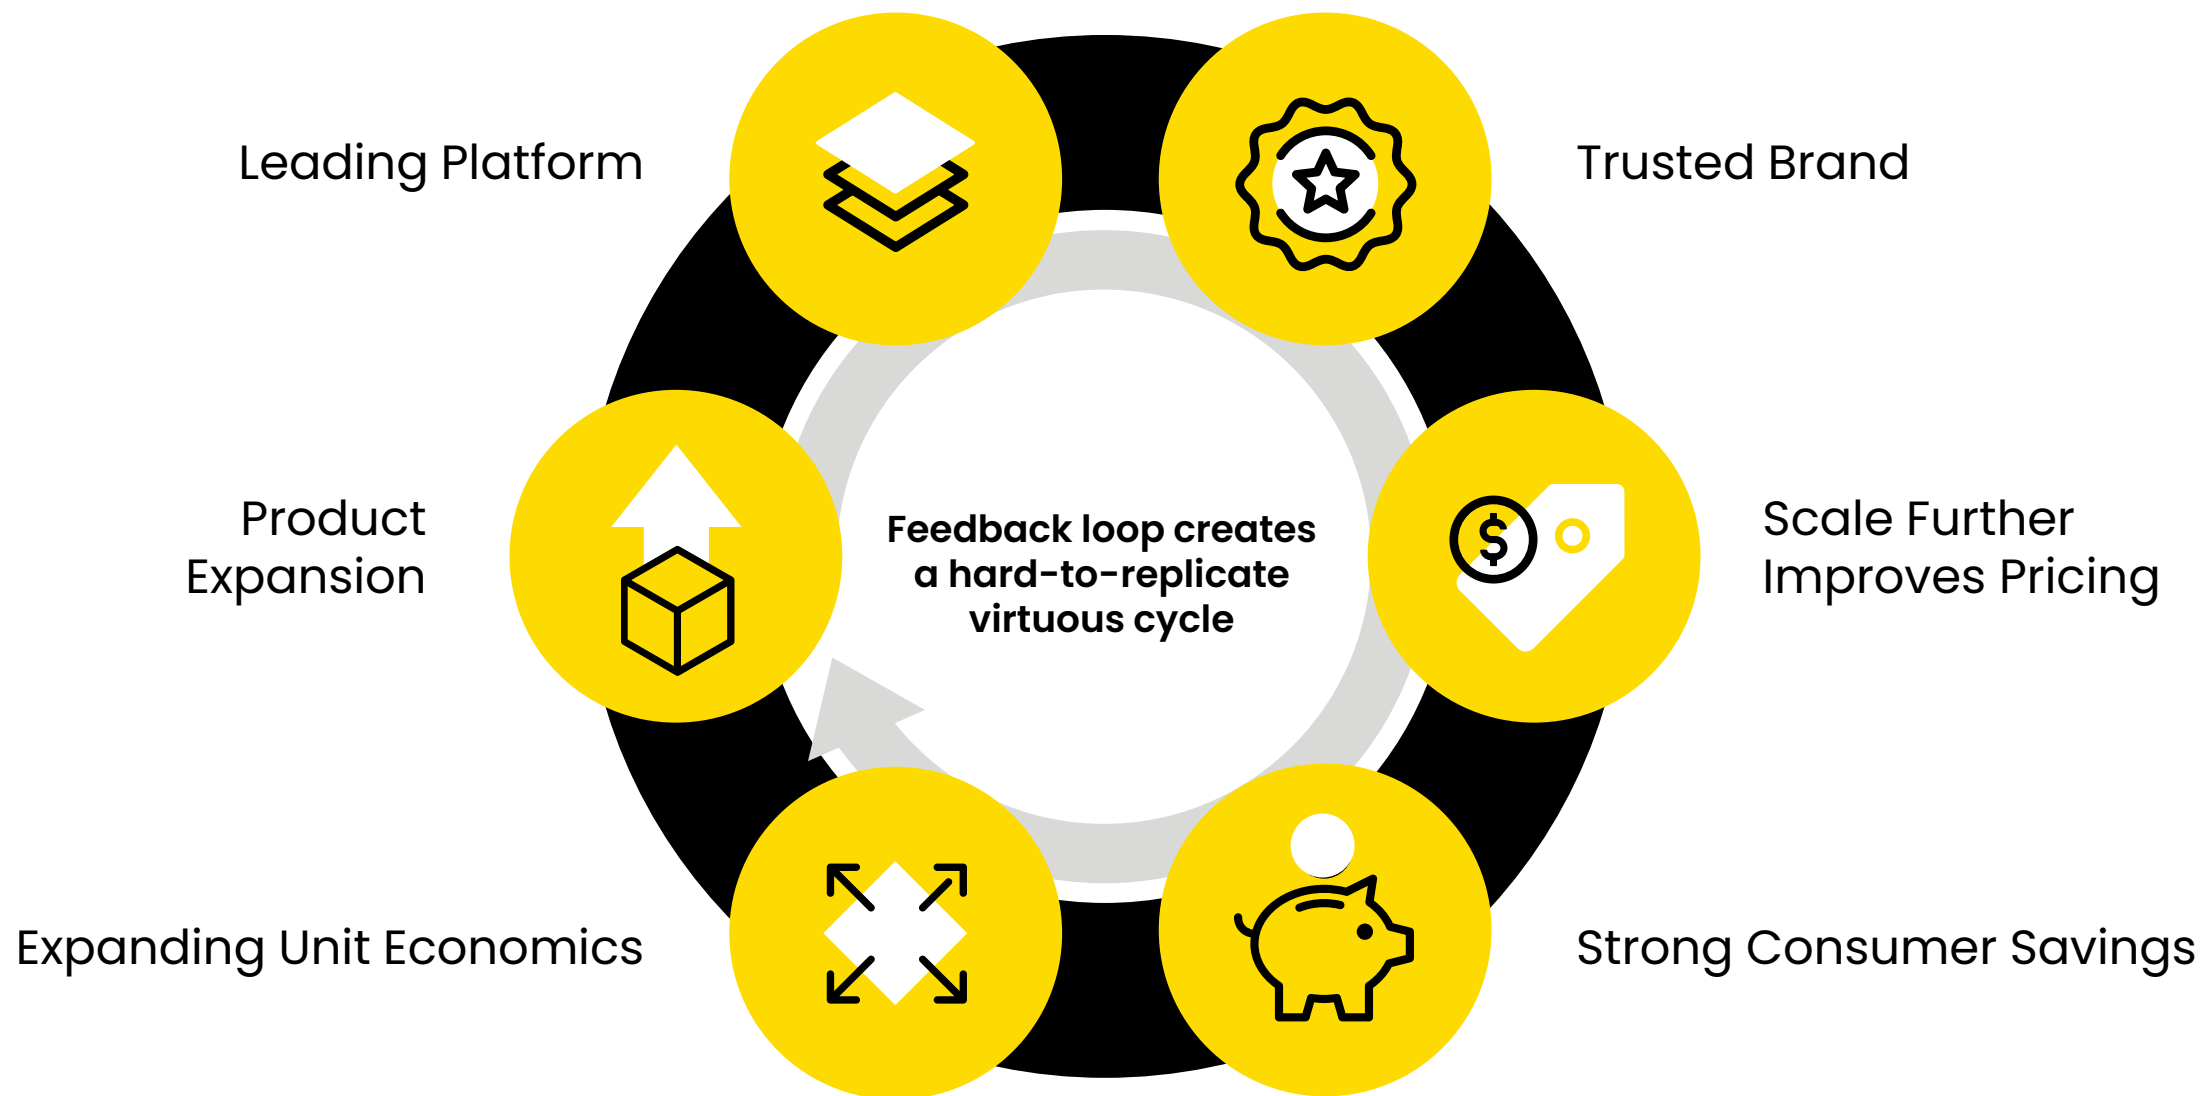 Leading Platform
Trusted Brand
Product
Expansion
Feedback loop creates
a hard-to-replicate
virtuous cycle
Scale Further
Improves Pricing
Expanding Unit Economics
Strong Consumer Savings